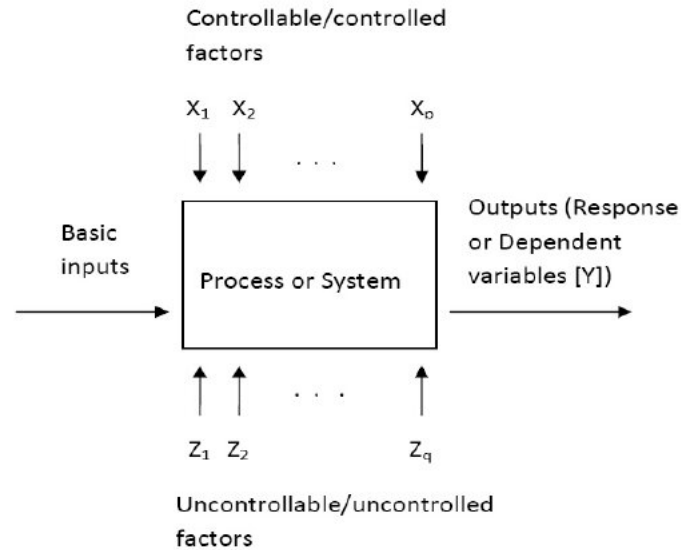 Controllable/controlled
factors
X₁ X₂ Xₚ
. . .
Basic
inputs
Process or System
Outputs (Response
or Dependent
variables [Y])
. . .
Z₁ Z₂ Z_q
Uncontrollable/uncontrolled
factors